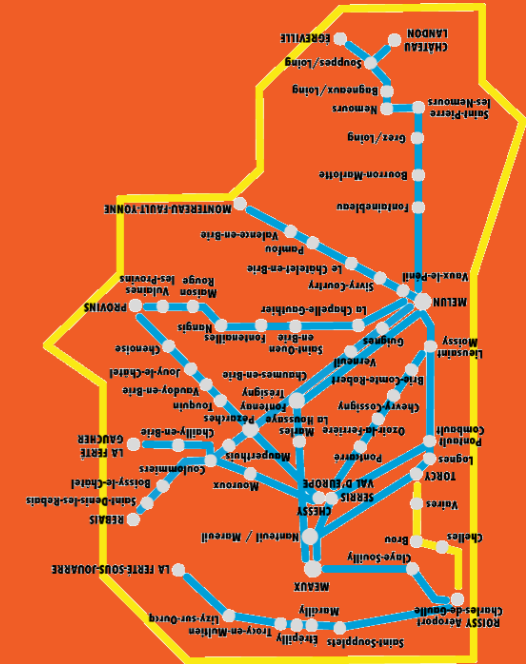 Saint-Soupplets
Lizy-sur-Ourcq
Trocy-en-Multien
Etrépilly
Marcilly
ROISSY Aéroport
Charles-de-Gaulle
MEAUX
LA FERTÉ-SOUS-JOUARRE
Claye-Souilly
Chelles
Brou
Nanteuil / Mareuil
REBAIS
CHESSY
Vaires
Saint-Denis-les-Rebais
SERRIS
VAL D'EUROPE
Mouroux
Boissy-le-Châtel
TORCY
Coulommiers
Lagnes
Pontcarré
Mauperthuis
LA FERTÉ
GAUCHER
Pontault
Combault
Chailly-en-Brie
Ozoir-la-Ferrière
Marles
La Houssaye
Pézarches
Fontenay
Tresigny
Touquin
Chevry-Cossigny
Vaudoy-en-Brie
Brie-Comte-Robert
Chaumes-en-Brie
Jouy-le-Châtel
Verneuil
Lieusaint
Moissy
Chenoise
Saint-Ouen
en-Brie
Guignes
Fontenailles
Nangis
La Chapelle-Gauthier
PROVINS
MELUN
Maison
Rouge
Vulaines
les-Provins
Vaux-le-Pénil
Sivry-Courtry
Le Chatelet-en-Brie
Pamfou
Valence-en-Brie
MONTEREAU-FAULT-YONNE
Fontainebleau
Bourron-Marlotte
Grez/Loing
Saint-Pierre
les-Nemours
Nemours
Bagneaux/Loing
Souppes/Loing
CHÂTEAU
LANDON
ÉGREVILLE